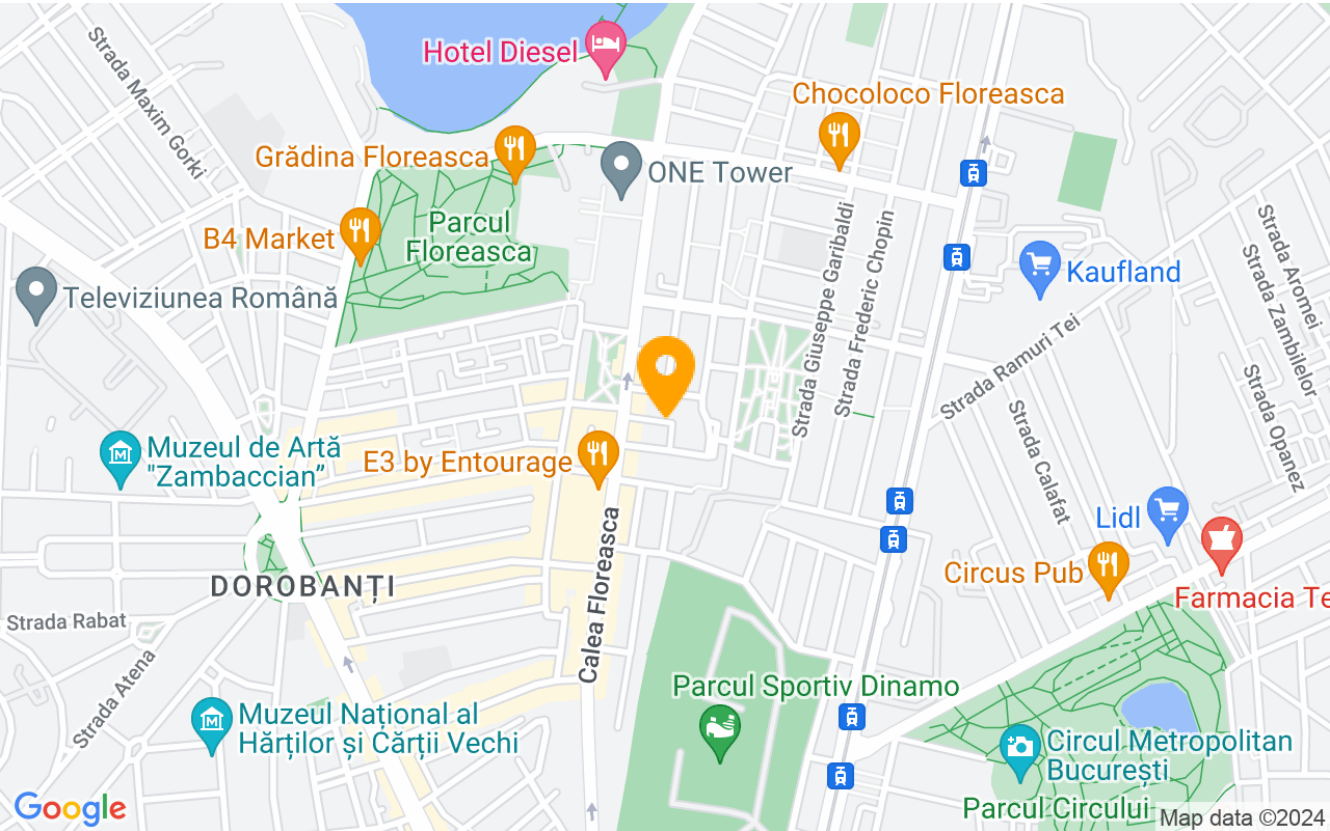 Strada Maxim Gorki
Hotel Diesel
Chocoloco Floreasca
Grădina Floreasca
ONE Tower
B4 Market
Parcul
Floreasca
Televiziunea Română
Strada Giuseppe Garibaldi
Strada Frederic Chopin
Kaufland
Strada Aromei
Strada Zambilelor
Strada Ramuri Tei
Strada Opanez
Strada Calafat
Muzeul de Artă
"Zambaccian”
E3 by Entourage
Calea Floreasca
Lidl
Circus Pub
Farmacia Te
DOROBANȚI
Strada Rabat
Strada Atena
Parcul Sportiv Dinamo
Muzeul Național al
Hărților și Cărții Vechi
Circul Metropolitan
București
Parcul Circului
Google
Map data ©2024